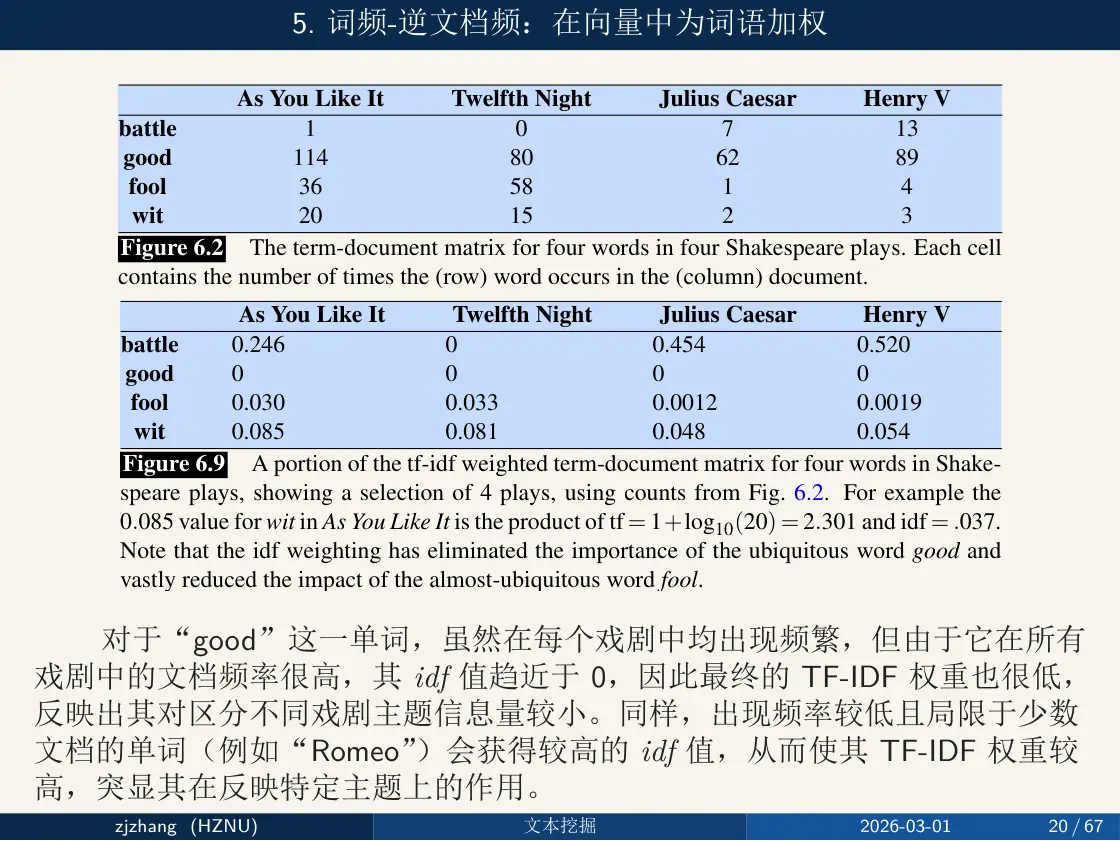 5. 词频-逆文档频：在向量中为词语加权
As You Like It Twelfth Night Julius Caesar Henry V
battle 1 0 7 13
good 114 80 62 89
fool 36 58 1 4
wit 20 15 2 3
Figure 6.2 The term-document matrix for four words in four Shakespeare plays. Each cell
contains the number of times the (row) word occurs in the (column) document.
As You Like It Twelfth Night Julius Caesar Henry V
battle 0.246 0 0.454 0.520
good 0 0 0 0
fool 0.030 0.033 0.0012 0.0019
wit 0.085 0.081 0.048 0.054
Figure 6.9 A portion of the tf-idf weighted term-document matrix for four words in Shake-
speare plays, showing a selection of 4 plays, using counts from Fig. 6.2. For example the
0.085 value for wit in As You Like It is the product of tf = 1 + log₁₀(20) = 2.301 and idf = .037.
Note that the idf weighting has eliminated the importance of the ubiquitous word good and
vastly reduced the impact of the almost-ubiquitous word fool.
对于“good”这一单词，虽然在每个戏剧中均出现频繁，但由于它在所有
戏剧中的文档频率很高，其 idf 值趋近于 0，因此最终的 TF-IDF 权重也很低，
反映出其对区分不同戏剧主题信息量较小。同样，出现频率较低且局限于少数
文档的单词（例如“Romeo”）会获得较高的 idf 值，从而使其 TF-IDF 权重较
高，突显其在反映特定主题上的作用。
zjzhang (HZNU) 文本挖掘 2026-03-01 20 / 67